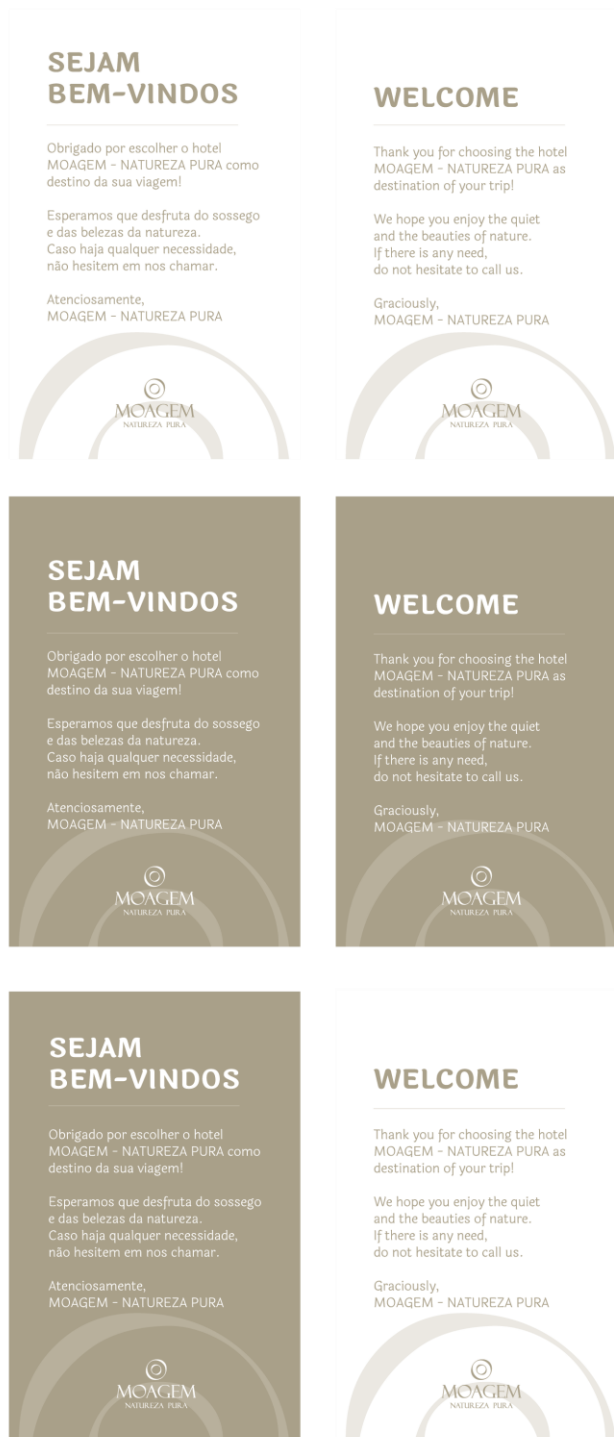 SEJAM
BEM-VINDOS
Obrigado por escolher o hotel
MOAGEM - NATUREZA PURA como
destino da sua viagem!
Esperamos que desfruta do sossego
e das belezas da natureza.
Caso haja qualquer necessidade,
não hesitem em nos chamar.
Atenciosamente,
MOAGEM - NATUREZA PURA
MOAGEM
NATUREZA PURA
WELCOME
Thank you for choosing the hotel
MOAGEM - NATUREZA PURA as
destination of your trip!
We hope you enjoy the quiet
and the beauties of nature.
If there is any need,
do not hesitate to call us.
Graciously,
MOAGEM - NATUREZA PURA
MOAGEM
NATUREZA PURA
SEJAM
BEM-VINDOS
Obrigado por escolher o hotel
MOAGEM - NATUREZA PURA como
destino da sua viagem!
Esperamos que desfruta do sossego
e das belezas da natureza.
Caso haja qualquer necessidade,
não hesitem em nos chamar.
Atenciosamente,
MOAGEM - NATUREZA PURA
MOAGEM
NATUREZA PURA
WELCOME
Thank you for choosing the hotel
MOAGEM - NATUREZA PURA as
destination of your trip!
We hope you enjoy the quiet
and the beauties of nature.
If there is any need,
do not hesitate to call us.
Graciously,
MOAGEM - NATUREZA PURA
MOAGEM
NATUREZA PURA
SEJAM
BEM-VINDOS
Obrigado por escolher o hotel
MOAGEM - NATUREZA PURA como
destino da sua viagem!
Esperamos que desfruta do sossego
e das belezas da natureza.
Caso haja qualquer necessidade,
não hesitem em nos chamar.
Atenciosamente,
MOAGEM - NATUREZA PURA
MOAGEM
NATUREZA PURA
WELCOME
Thank you for choosing the hotel
MOAGEM - NATUREZA PURA as
destination of your trip!
We hope you enjoy the quiet
and the beauties of nature.
If there is any need,
do not hesitate to call us.
Graciously,
MOAGEM - NATUREZA PURA
MOAGEM
NATUREZA PURA